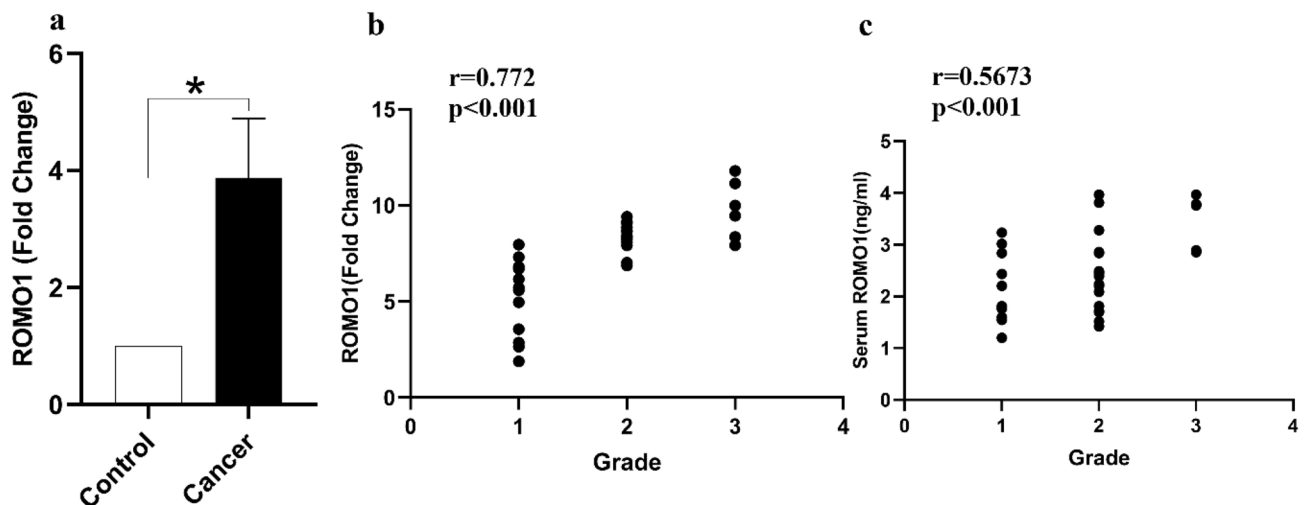 a
ROMO1 (Fold Change)
6
4
2
0
*
Control
Cancer
b
r=0.772
p<0.001
ROMO1(Fold Change)
15
10
5
0
0 1 2 3 4
Grade
c
r=0.5673
p<0.001
Serum ROMO1(ng/ml)
5
4
3
2
1
0
0 1 2 3 4
Grade